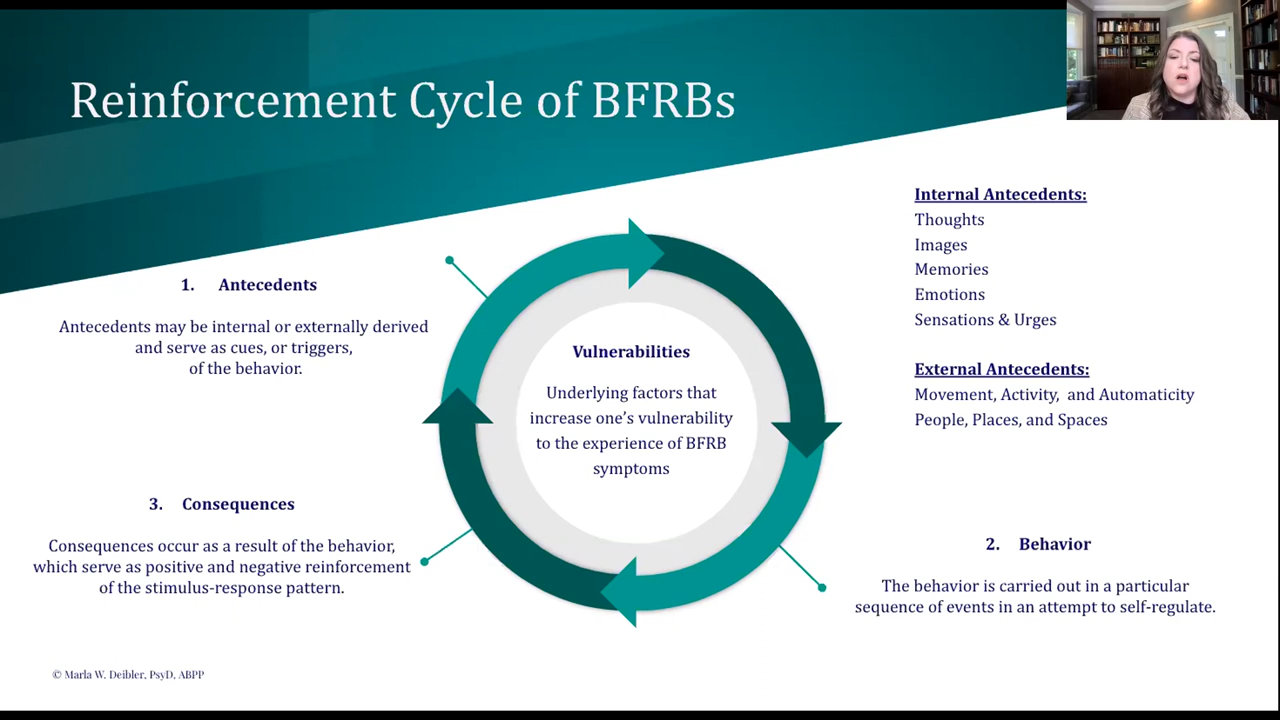 Reinforcement Cycle of BFRBs
Internal Antecedents:
Thoughts
Images
Memories
Emotions
Sensations & Urges
External Antecedents:
Movement, Activity, and Automaticity
People, Places, and Spaces
1. Antecedents
Antecedents may be internal or externally derived
and serve as cues, or triggers,
of the behavior.
Vulnerabilities
Underlying factors that
increase one’s vulnerability
to the experience of BFRB
symptoms
2. Behavior
The behavior is carried out in a particular
sequence of events in an attempt to self-regulate.
3. Consequences
Consequences occur as a result of the behavior,
which serve as positive and negative reinforcement
of the stimulus-response pattern.
© Marla W. Deibler, PsyD, ABPP